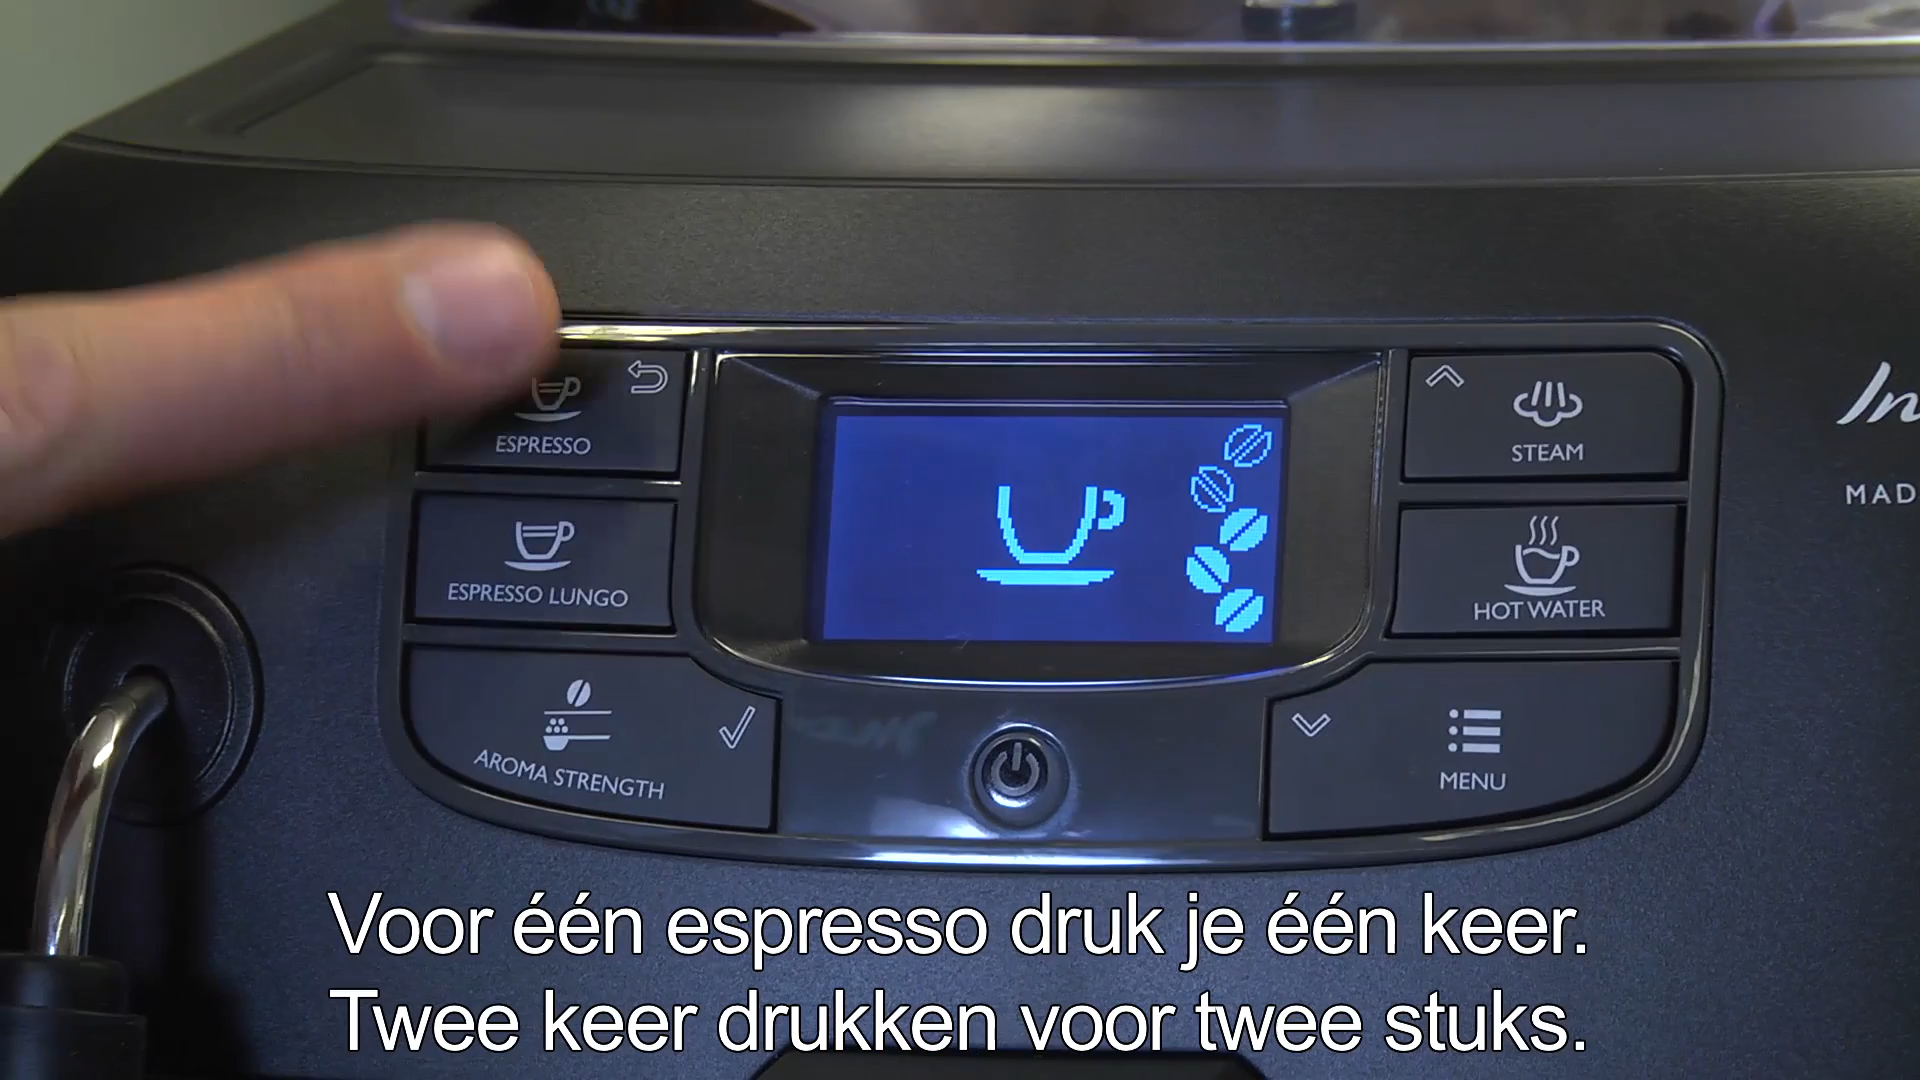 ESPRESSO
ESPRESSO LUNGO
AROMA STRENGTH
STEAM
HOT WATER
MENU
In
MAD
Voor één espresso druk je één keer.
Twee keer drukken voor twee stuks.